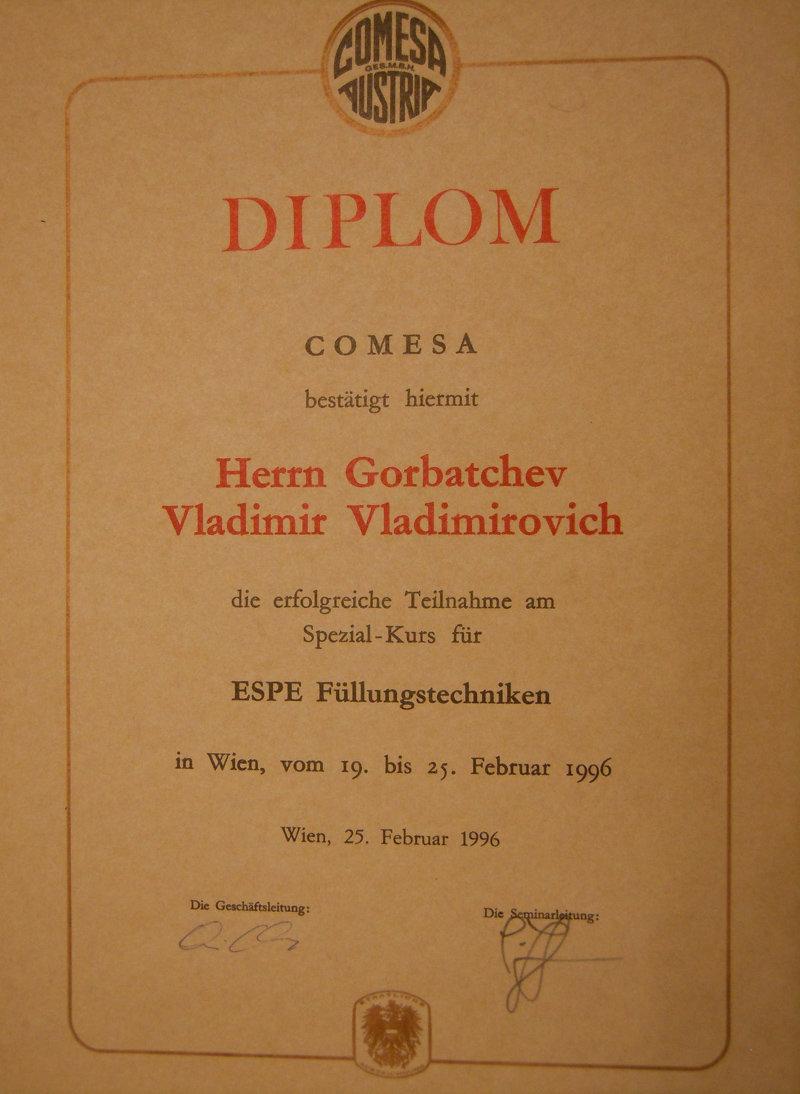 COMESA
GES.M.B.H.
AUSTRIA
DIPLOM
COMESA
bestätigt hiermit
Herrn Gorbatchev
Vladimir Vladimirovich
die erfolgreiche Teilnahme am
Spezial-Kurs für
ESPE Füllungstechniken
in Wien, vom 19. bis 25. Februar 1996
Wien, 25. Februar 1996
Die Geschäftsleitung:
Die Seminarleitung: